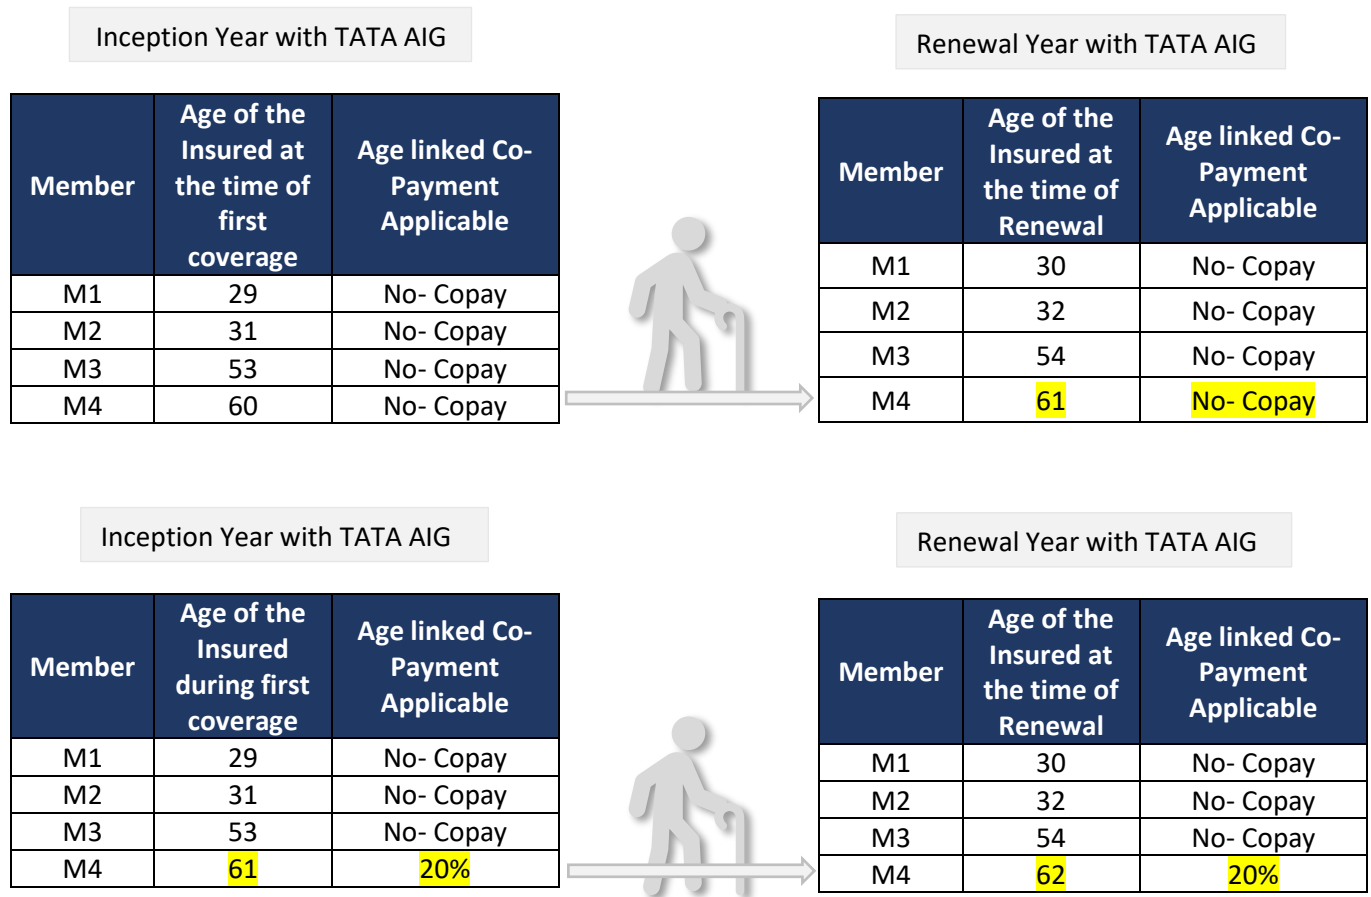 Inception Year with TATA AIG
Renewal Year with TATA AIG
Member
Age of the
Insured at
the time of
first
coverage
Age linked Co-
Payment
Applicable
M1 29 No- Copay
M2 31 No- Copay
M3 53 No- Copay
M4 60 No- Copay
Member
Age of the
Insured at
the time of
Renewal
Age linked Co-
Payment
Applicable
M1 30 No- Copay
M2 32 No- Copay
M3 54 No- Copay
M4 61 No- Copay
Inception Year with TATA AIG
Renewal Year with TATA AIG
Member
Age of the
Insured
during first
coverage
Age linked Co-
Payment
Applicable
M1 29 No- Copay
M2 31 No- Copay
M3 53 No- Copay
M4 61 20%
Member
Age of the
Insured at
the time of
Renewal
Age linked Co-
Payment
Applicable
M1 30 No- Copay
M2 32 No- Copay
M3 54 No- Copay
M4 62 20%